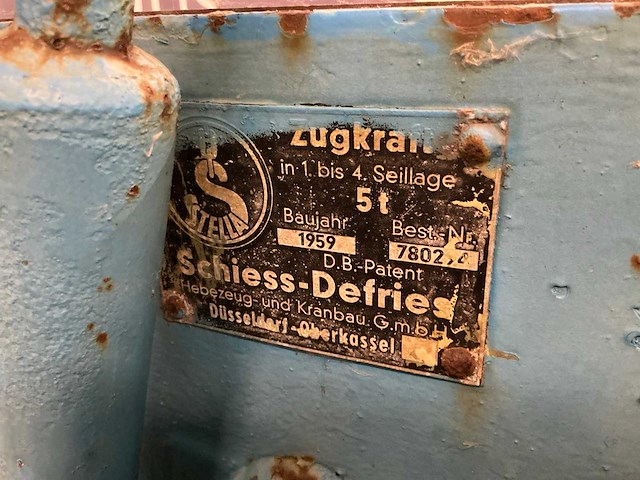 Zugkraft
in 1. bis 4. Seillage
5 t
STELLA
Baujahr Best.-Nr.
1959
D.B.-Patent
Schiess-Defries
Hebezeug- und Kranbau G.m.b.H.
Düsseldorf-Oberkassel